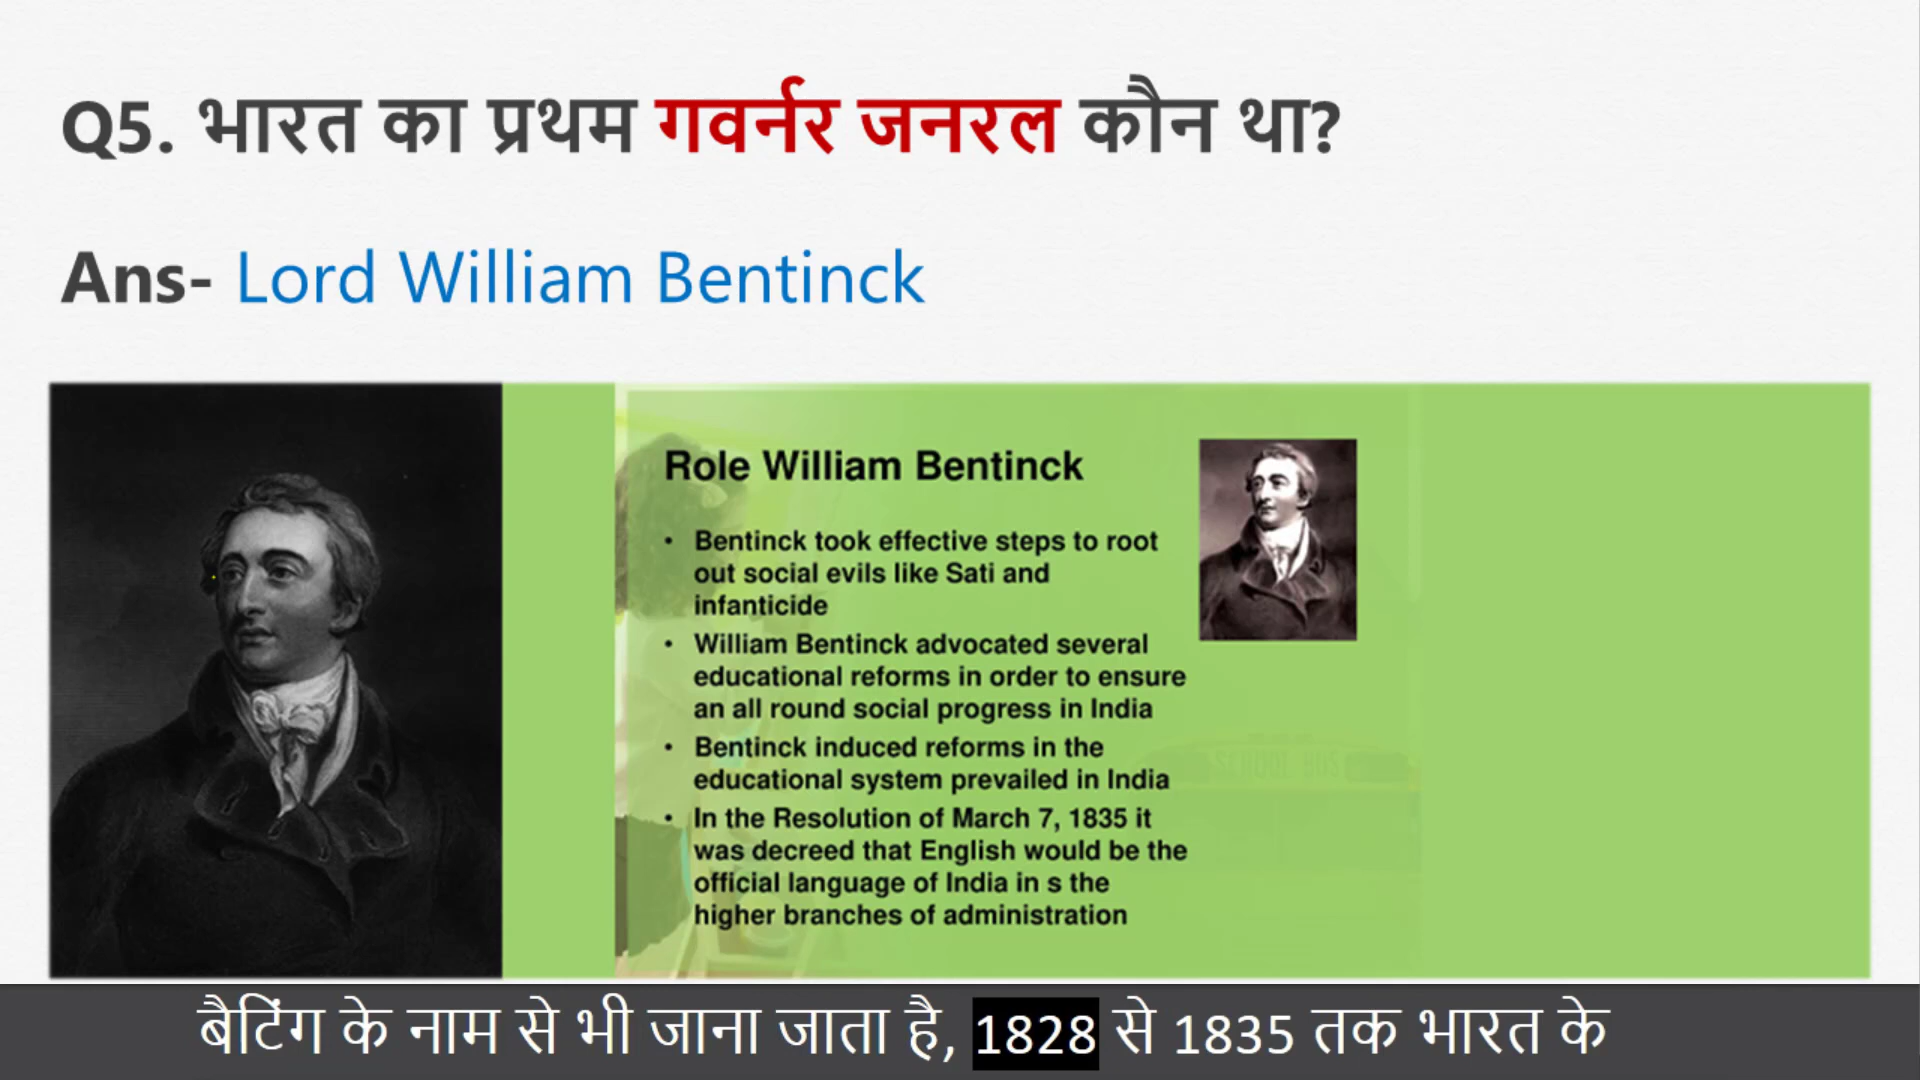 Q5. भारत का प्रथम गवर्नर जनरल कौन था?
Ans- Lord William Bentinck
Role William Bentinck
• Bentinck took effective steps to root
out social evils like Sati and
infanticide
• William Bentinck advocated several
educational reforms in order to ensure
an all round social progress in India
• Bentinck induced reforms in the
educational system prevailed in India
• In the Resolution of March 7, 1835 it
was decreed that English would be the
official language of India in s the
higher branches of administration
SCHOOL BUS
बैटिंग के नाम से भी जाना जाता है, 1828 से 1835 तक भारत के